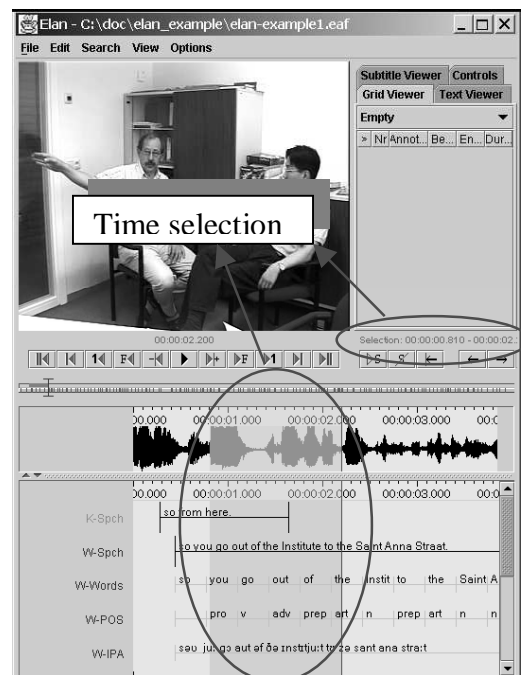 Elan - C:\doc\elan_example\elan-example1.eaf
File Edit Search View Options
Subtitle Viewer Controls
Grid Viewer Text Viewer
Empty
» Nr Annot... Be... En... Dur...
Time selection
00:00:02.200
Selection: 00:00:00.810 - 00:00:02.
1 F + F 1 S
00.000 00:00:01.000 00:00:02.000 00:00:03.000 00:0
00.000 00:00:01.000 00:00:02.000 00:00:03.000 00:0
K-Spch so from here.
W-Spch so you go out of the Institute to the Saint Anna Straat.
W-Words so you go out of the Instit to the Saint A
W-POS pro v adv prep art n prep art n n
W-IPA